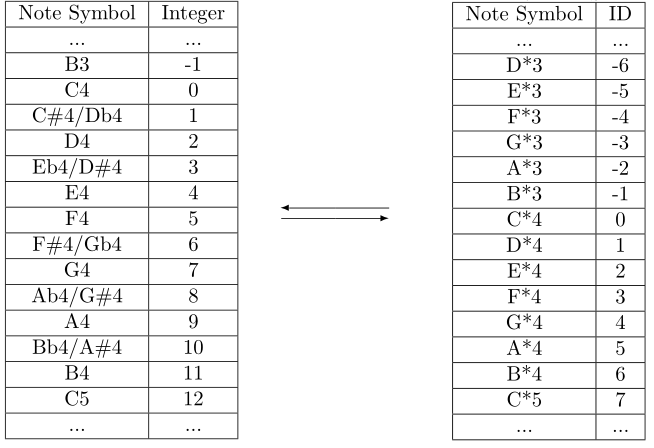 Note Symbol Integer
... ...
B3 -1
C4 0
C#4/Db4 1
D4 2
Eb4/D#4 3
E4 4
F4 5
F#4/Gb4 6
G4 7
Ab4/G#4 8
A4 9
Bb4/A#4 10
B4 11
C5 12
... ...
Note Symbol ID
... ...
D*3 -6
E*3 -5
F*3 -4
G*3 -3
A*3 -2
B*3 -1
C*4 0
D*4 1
E*4 2
F*4 3
G*4 4
A*4 5
B*4 6
C*5 7
... ...